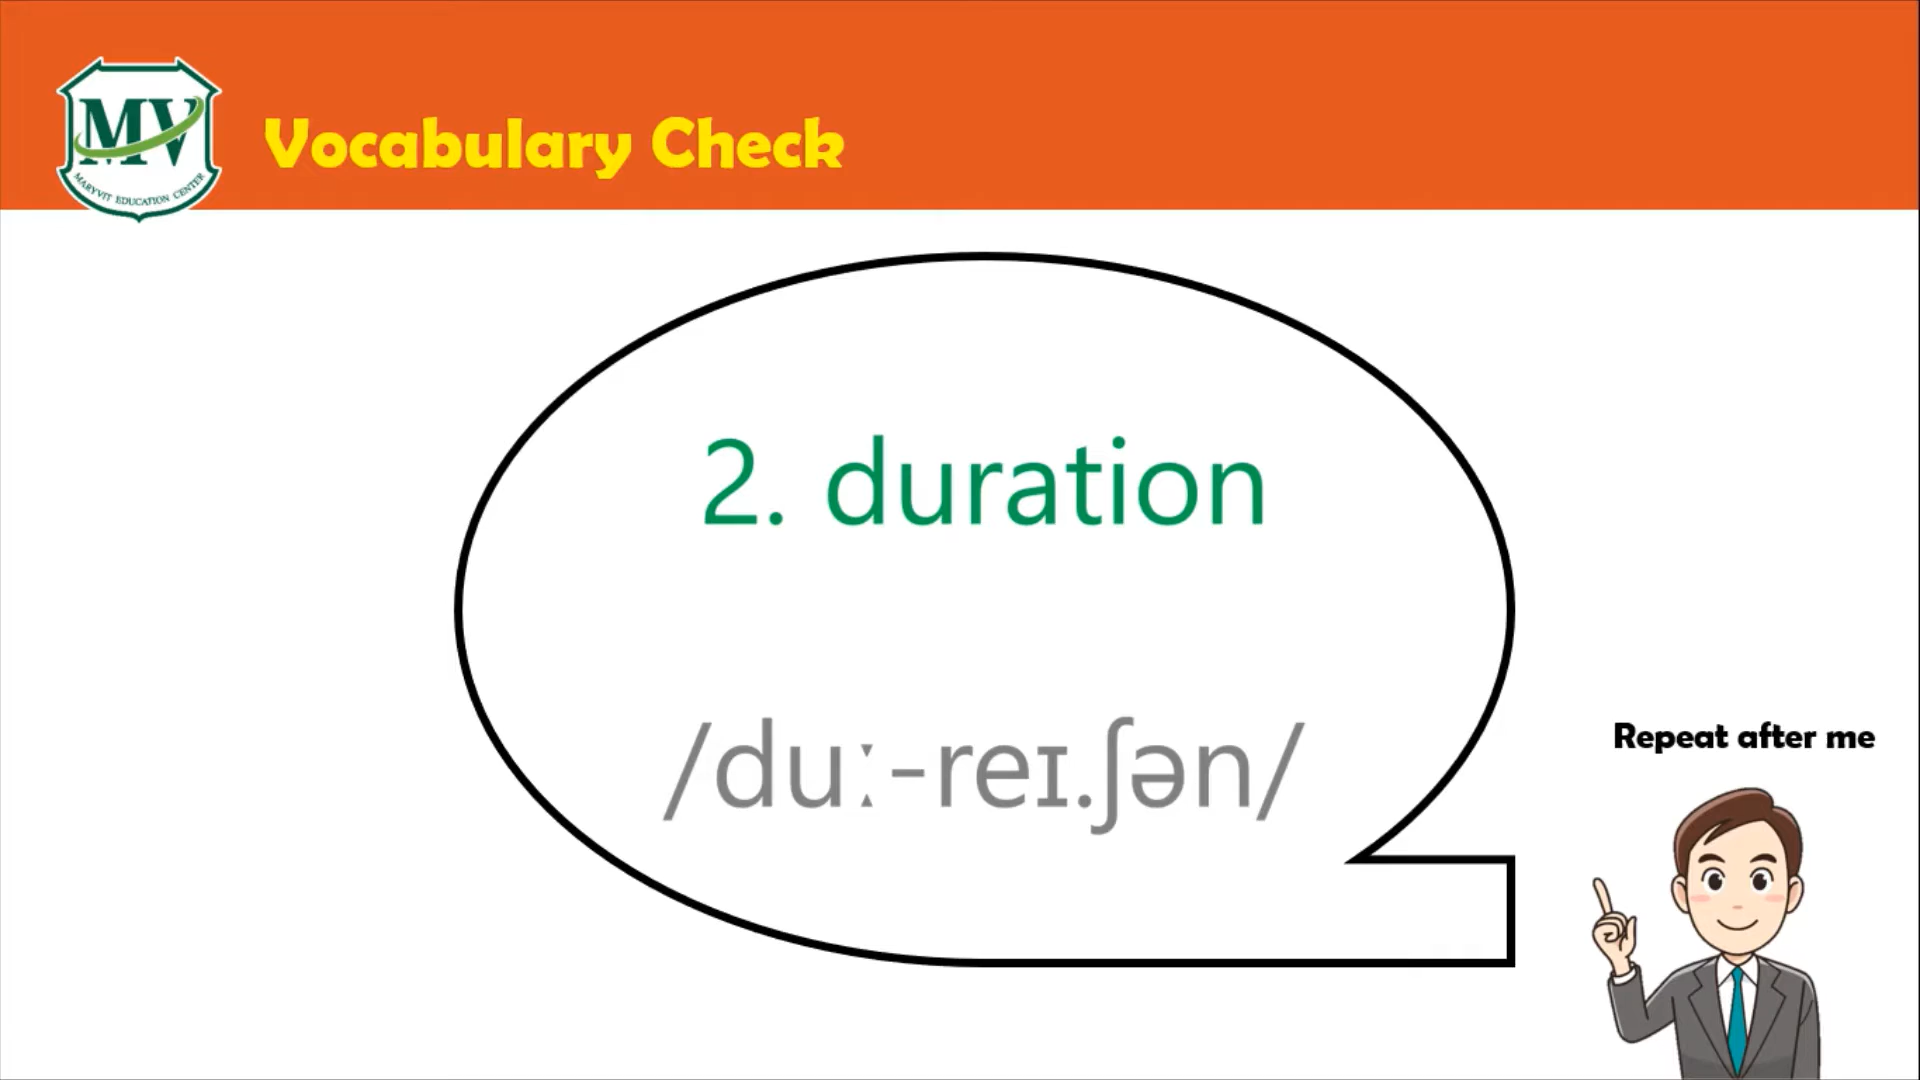 MV
MARYVIT EDUCATION CENTER
Vocabulary Check
2. duration
/duː-reɪ.ʃən/
Repeat after me